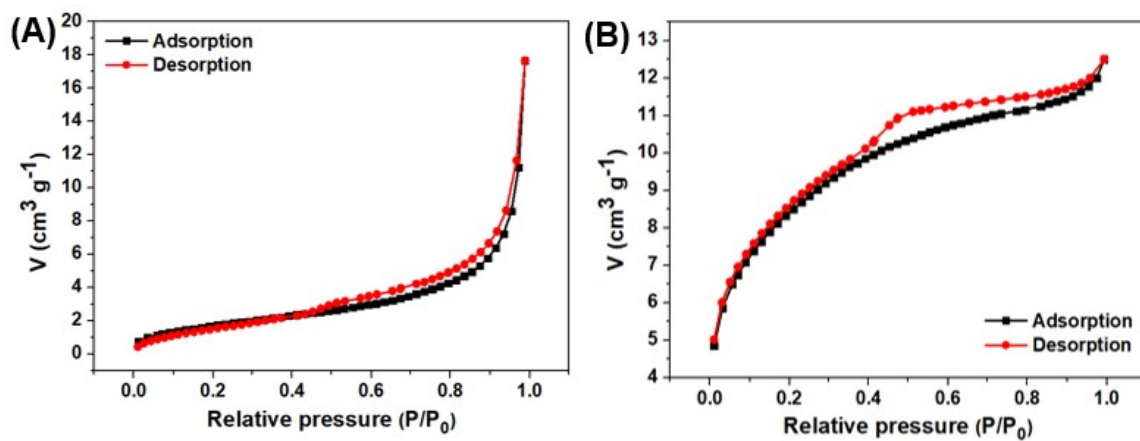 (A)
20
18
16
14
12
10
8
6
4
2
0
V (cm³ g⁻¹)
Adsorption
Desorption
0.0 0.2 0.4 0.6 0.8 1.0
Relative pressure (P/P₀)
(B)
13
12
11
10
9
8
7
6
5
4
V (cm³ g⁻¹)
Adsorption
Desorption
0.0 0.2 0.4 0.6 0.8 1.0
Relative pressure (P/P₀)